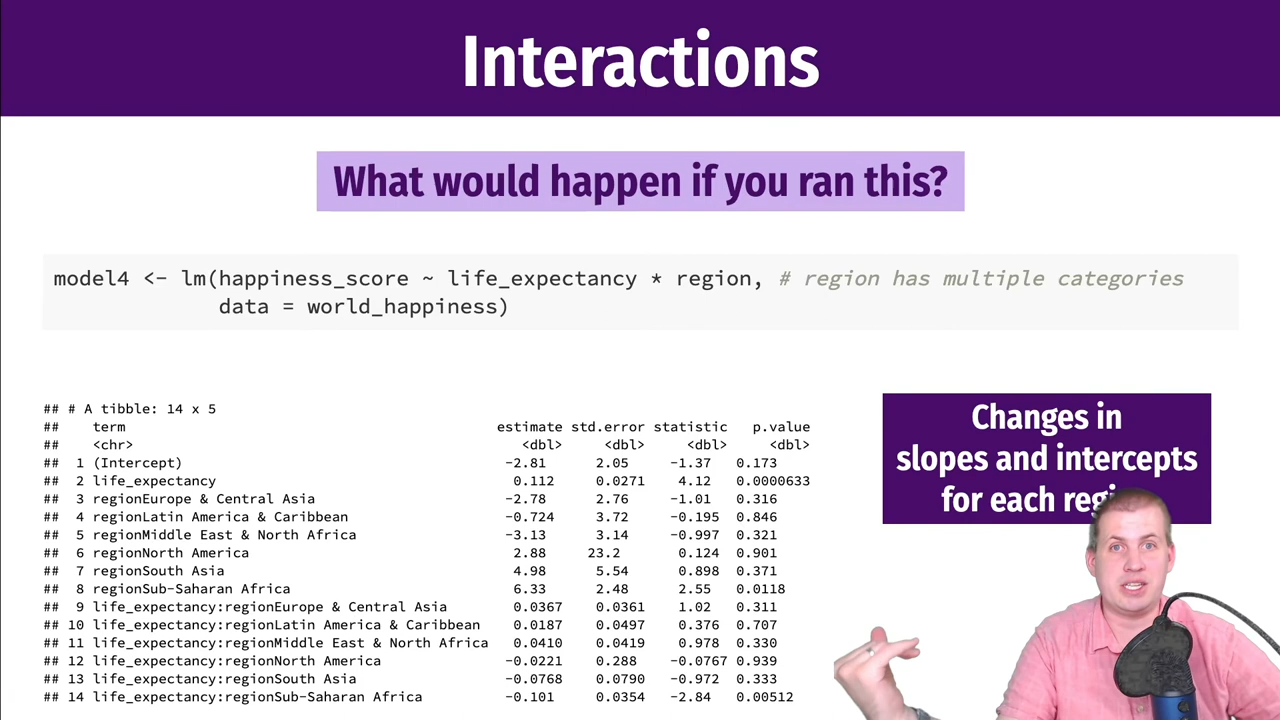 Interactions
What would happen if you ran this?
model4 <- lm(happiness_score ~ life_expectancy * region, # region has multiple categories
data = world_happiness)
## # A tibble: 14 x 5
## term estimate std.error statistic p.value
## <chr> <dbl> <dbl> <dbl> <dbl>
## 1 (Intercept) -2.81 2.05 -1.37 0.173
## 2 life_expectancy 0.112 0.0271 4.12 0.0000633
## 3 regionEurope & Central Asia -2.78 2.76 -1.01 0.316
## 4 regionLatin America & Caribbean -0.724 3.72 -0.195 0.846
## 5 regionMiddle East & North Africa -3.13 3.14 -0.997 0.321
## 6 regionNorth America 2.88 23.2 0.124 0.901
## 7 regionSouth Asia 4.98 5.54 0.898 0.371
## 8 regionSub-Saharan Africa 6.33 2.48 2.55 0.0118
## 9 life_expectancy:regionEurope & Central Asia 0.0367 0.0361 1.02 0.311
## 10 life_expectancy:regionLatin America & Caribbean 0.0187 0.0497 0.376 0.707
## 11 life_expectancy:regionMiddle East & North Africa 0.0410 0.0419 0.978 0.330
## 12 life_expectancy:regionNorth America -0.0221 0.288 -0.0767 0.939
## 13 life_expectancy:regionSouth Asia -0.0768 0.0790 -0.972 0.333
## 14 life_expectancy:regionSub-Saharan Africa -0.101 0.0354 -2.84 0.00512
Changes in
slopes and intercepts
for each